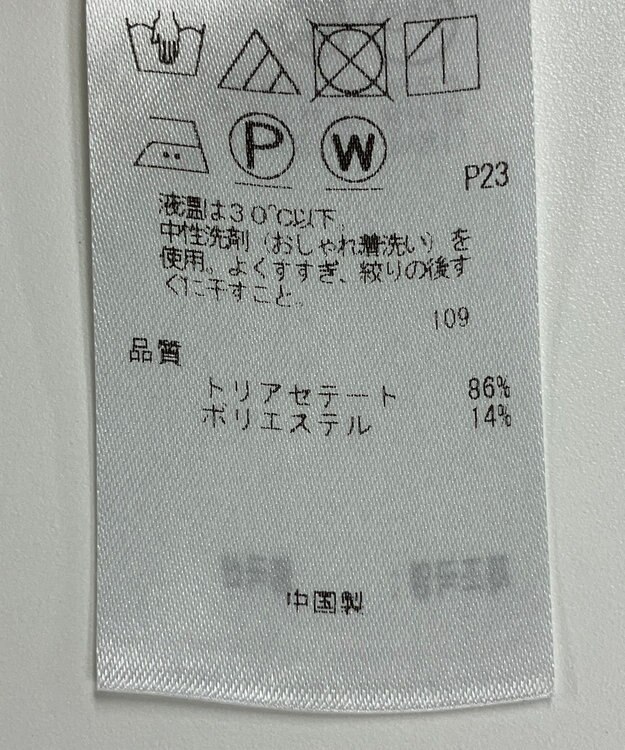 P W P23
液温は30℃以下
中性洗剤（おしゃれ着洗い）を
使用。よくすすぎ、絞りの後す
ぐに干すこと。
109
品質
トリアセテート 86%
ポリエステル 14%
中国製